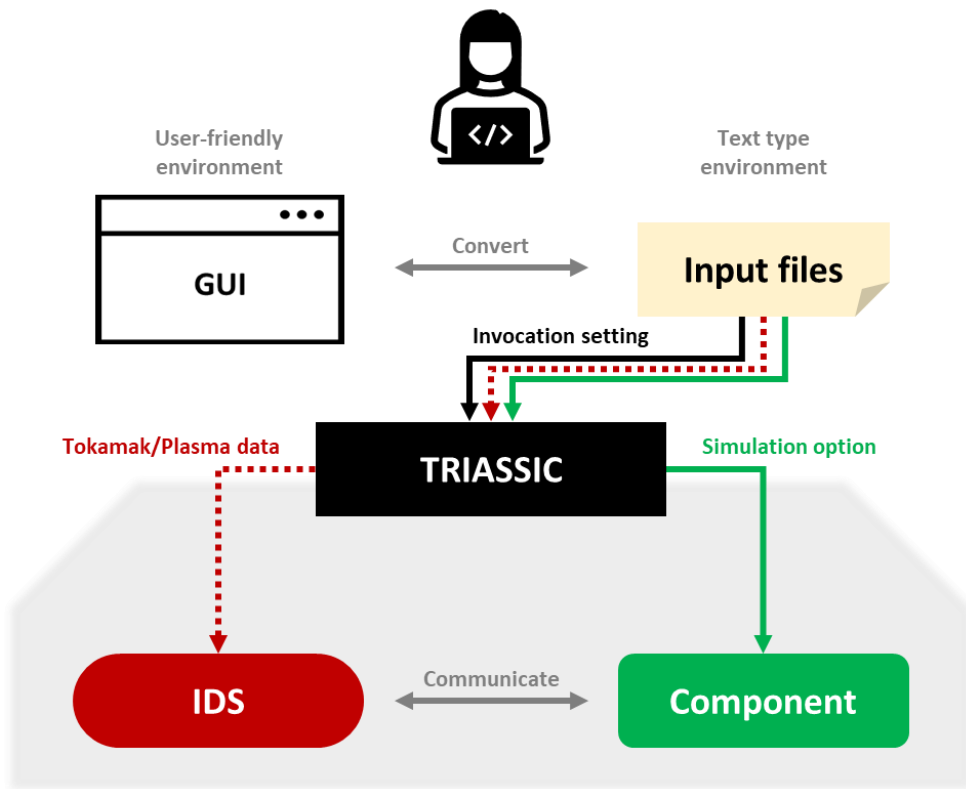 </>
User-friendly
environment
Text type
environment
GUI
Convert
Input files
Invocation setting
Tokamak/Plasma data
TRIASSIC
Simulation option
IDS
Communicate
Component